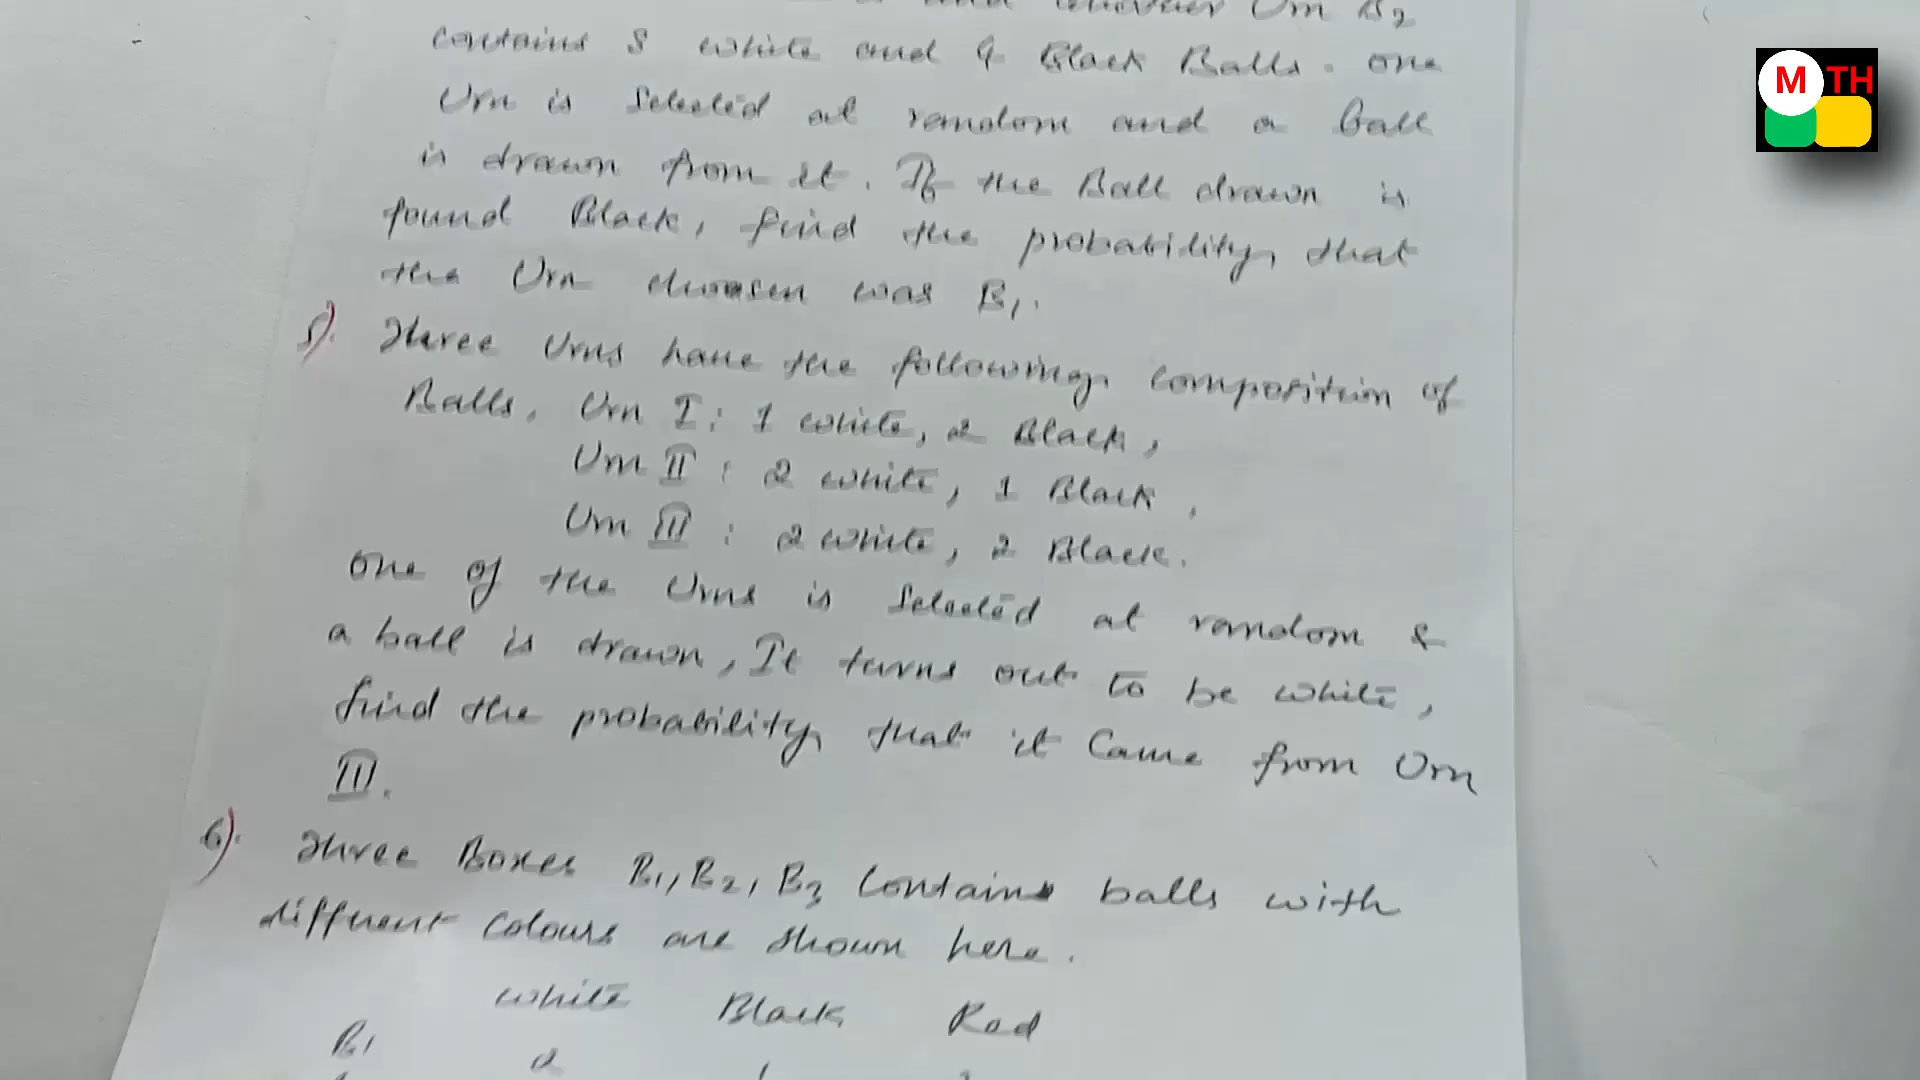 Urn B2
contains 8 white and 4 Black Balls. one
Urn is Selected at random and a ball
is drawn from it. If the Ball drawn is
found Black, find the probability that
the Urn choosen was B1.
5). Three Urns have the following composition of
Balls. Urn I : 1 white, 2 Black,
Urn II : 2 white, 1 Black,
Urn III : 2 white, 2 Black.
one of the Urns is Selected at random &
a ball is drawn, It turns out to be white,
find the probability that it Came from Urn
III.
6). Three Boxes B1, B2, B3 Contains balls with
different Colours are shown here.
white Black Red
B1 2 1
M TH